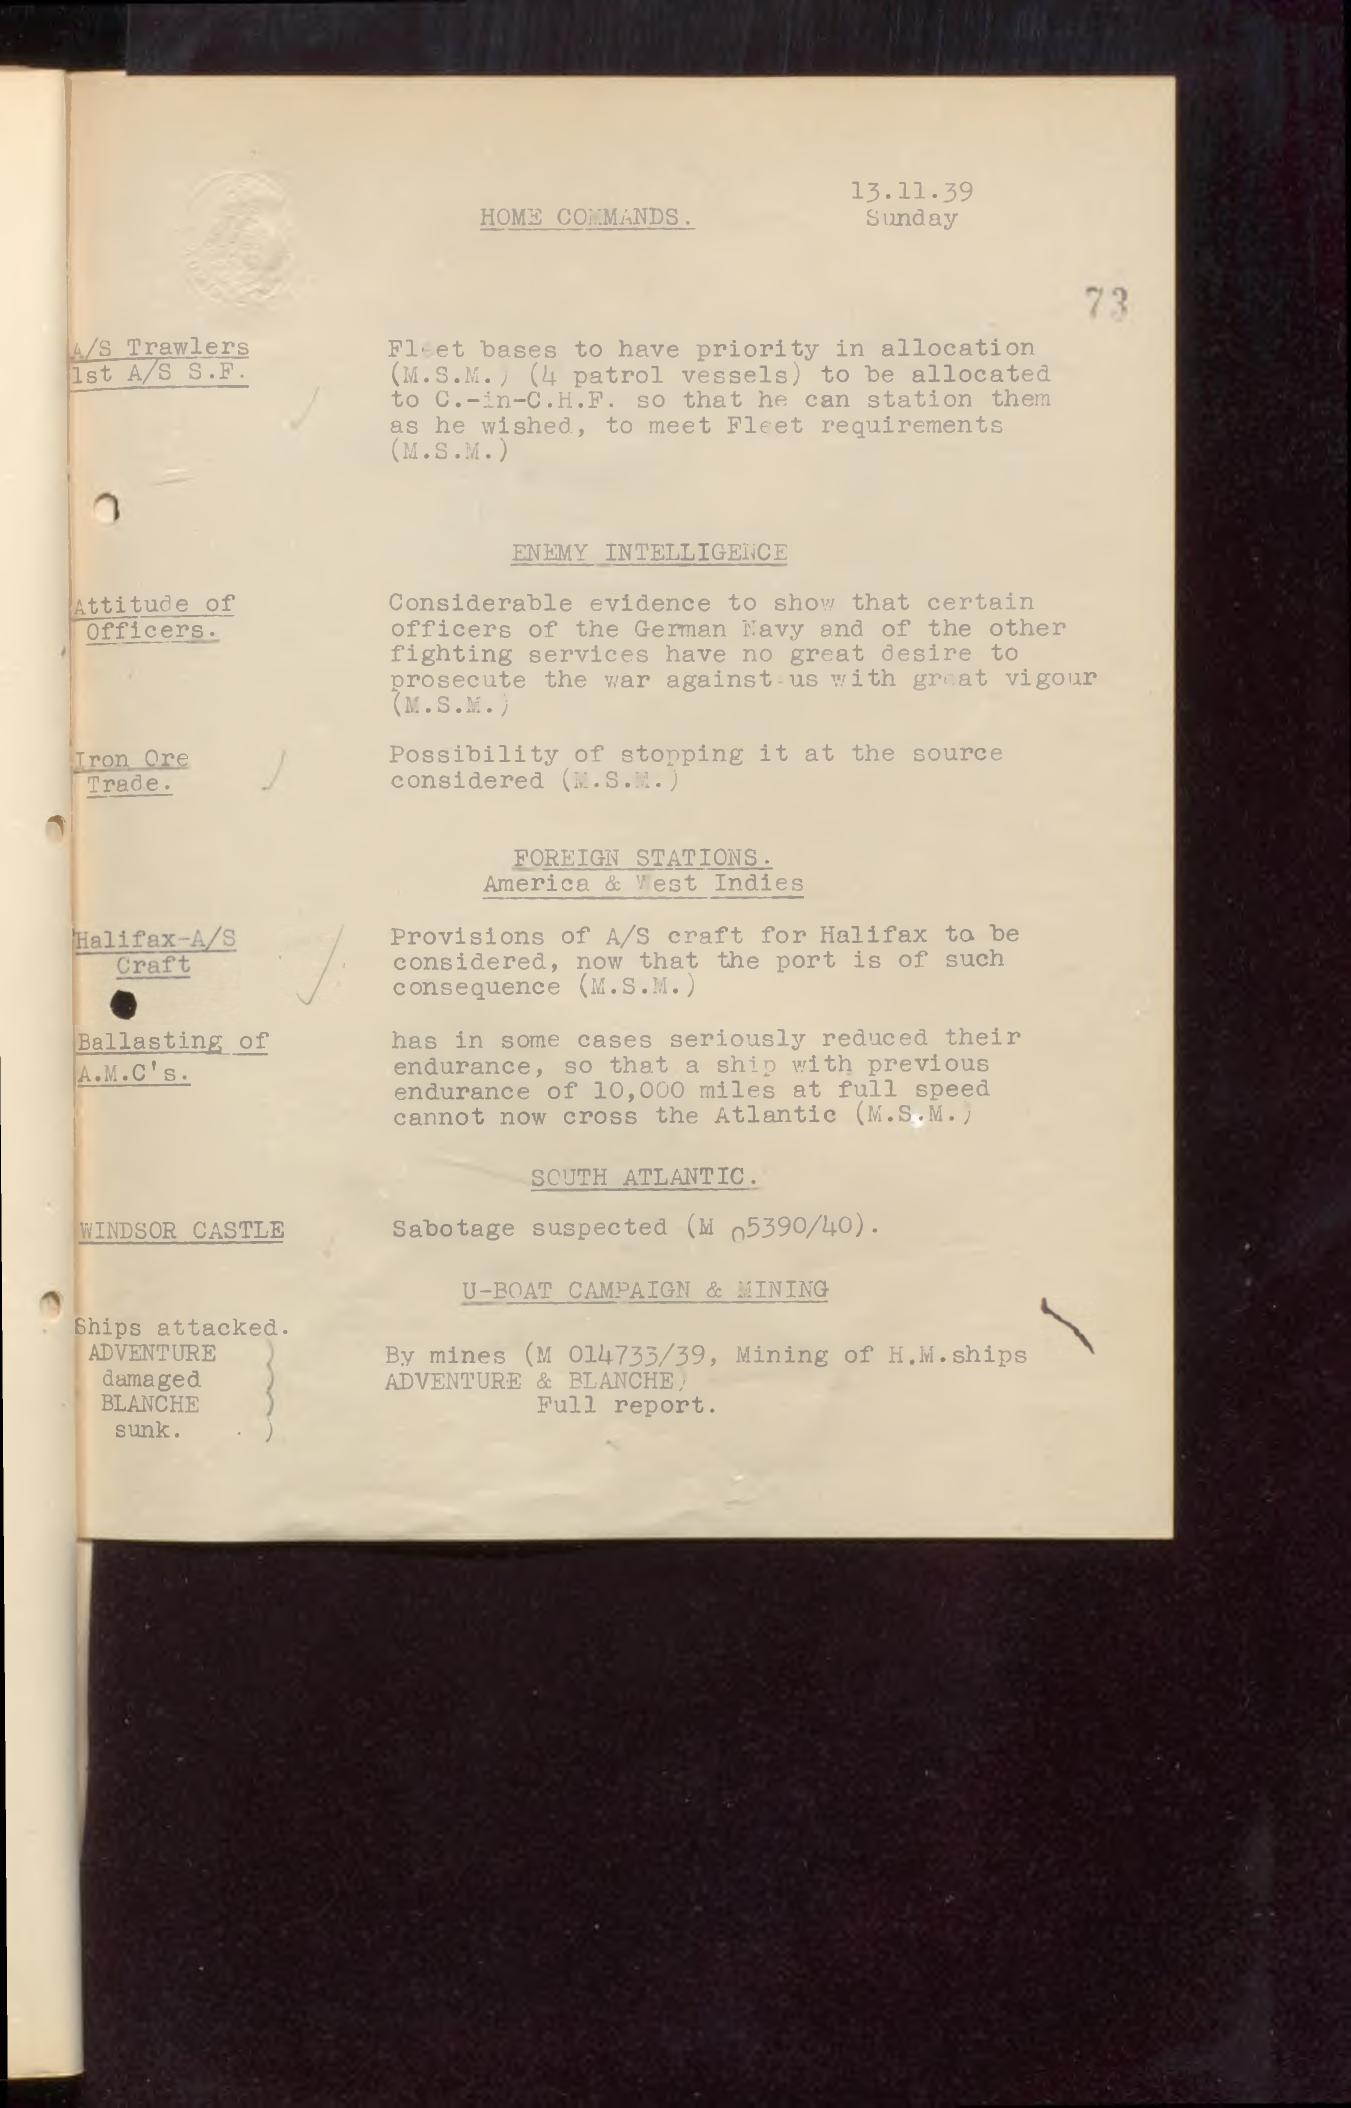 13.11.39
HOME COMMANDS.
Sunday
73
A/S Trawlers
1st A/S S.F.
Fleet bases to have priority in allocation
(M.S.M.) (4 patrol vessels) to be allocated
to C.-in-C.H.F. so that he can station them
as he wished, to meet Fleet requirements
(M.S.M.)
ENEMY INTELLIGENCE
Attitude of
Officers.
Considerable evidence to show that certain
officers of the German Navy and of the other
fighting services have no great desire to
prosecute the war against us with great vigour
(M.S.M.)
Iron Ore
Trade.
Possibility of stopping it at the source
considered (M.S.M.)
FOREIGN STATIONS.
America & West Indies
Halifax-A/S
Craft
Provisions of A/S craft for Halifax to be
considered, now that the port is of such
consequence (M.S.M.)
Ballasting of
A.M.C's.
has in some cases seriously reduced their
endurance, so that a ship with previous
endurance of 10,000 miles at full speed
cannot now cross the Atlantic (M.S.M.)
SOUTH ATLANTIC.
WINDSOR CASTLE
Sabotage suspected (M 05390/40).
U-BOAT CAMPAIGN & MINING
Ships attacked.
ADVENTURE )
damaged )
BLANCHE )
sunk. )
By mines (M 014733/39, Mining of H.M.ships
ADVENTURE & BLANCHE)
Full report.